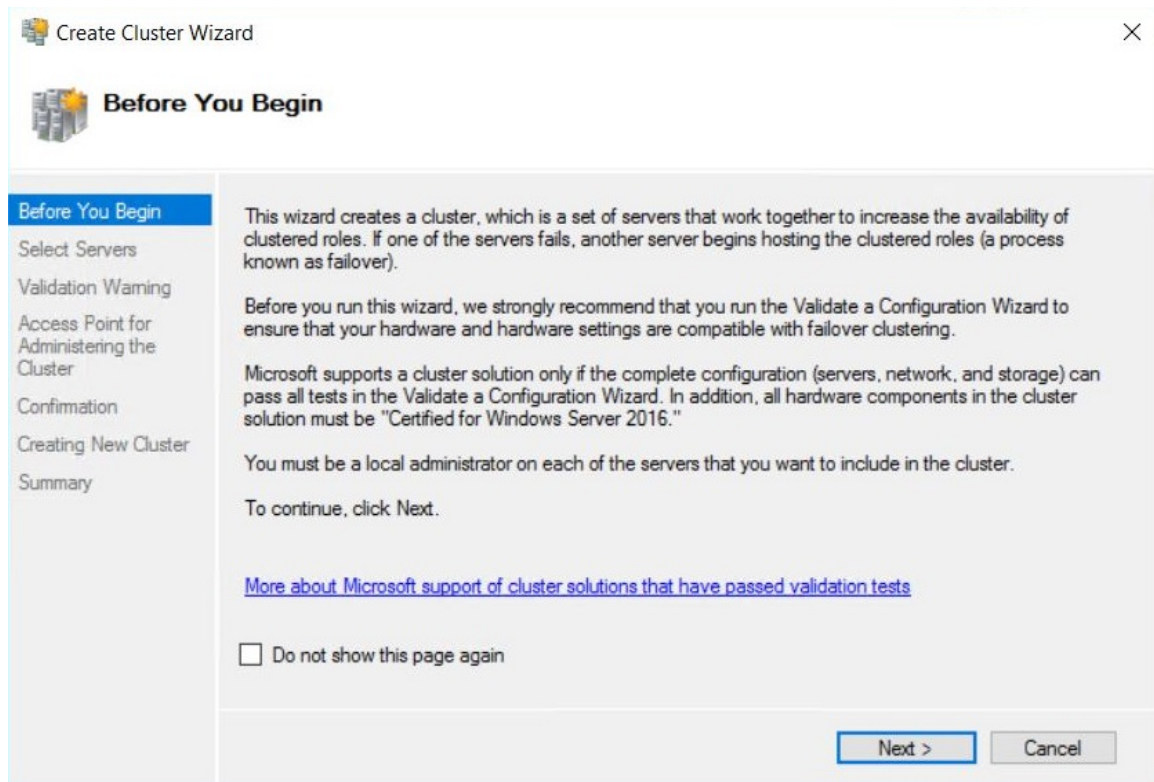 Create Cluster Wizard
Before You Begin
Before You Begin
Select Servers
Validation Warning
Access Point for
Administering the
Cluster
Confirmation
Creating New Cluster
Summary
This wizard creates a cluster, which is a set of servers that work together to increase the availability of
clustered roles. If one of the servers fails, another server begins hosting the clustered roles (a process
known as failover).
Before you run this wizard, we strongly recommend that you run the Validate a Configuration Wizard to
ensure that your hardware and hardware settings are compatible with failover clustering.
Microsoft supports a cluster solution only if the complete configuration (servers, network, and storage) can
pass all tests in the Validate a Configuration Wizard. In addition, all hardware components in the cluster
solution must be "Certified for Windows Server 2016."
You must be a local administrator on each of the servers that you want to include in the cluster.
To continue, click Next.
More about Microsoft support of cluster solutions that have passed validation tests
Do not show this page again
Next >
Cancel